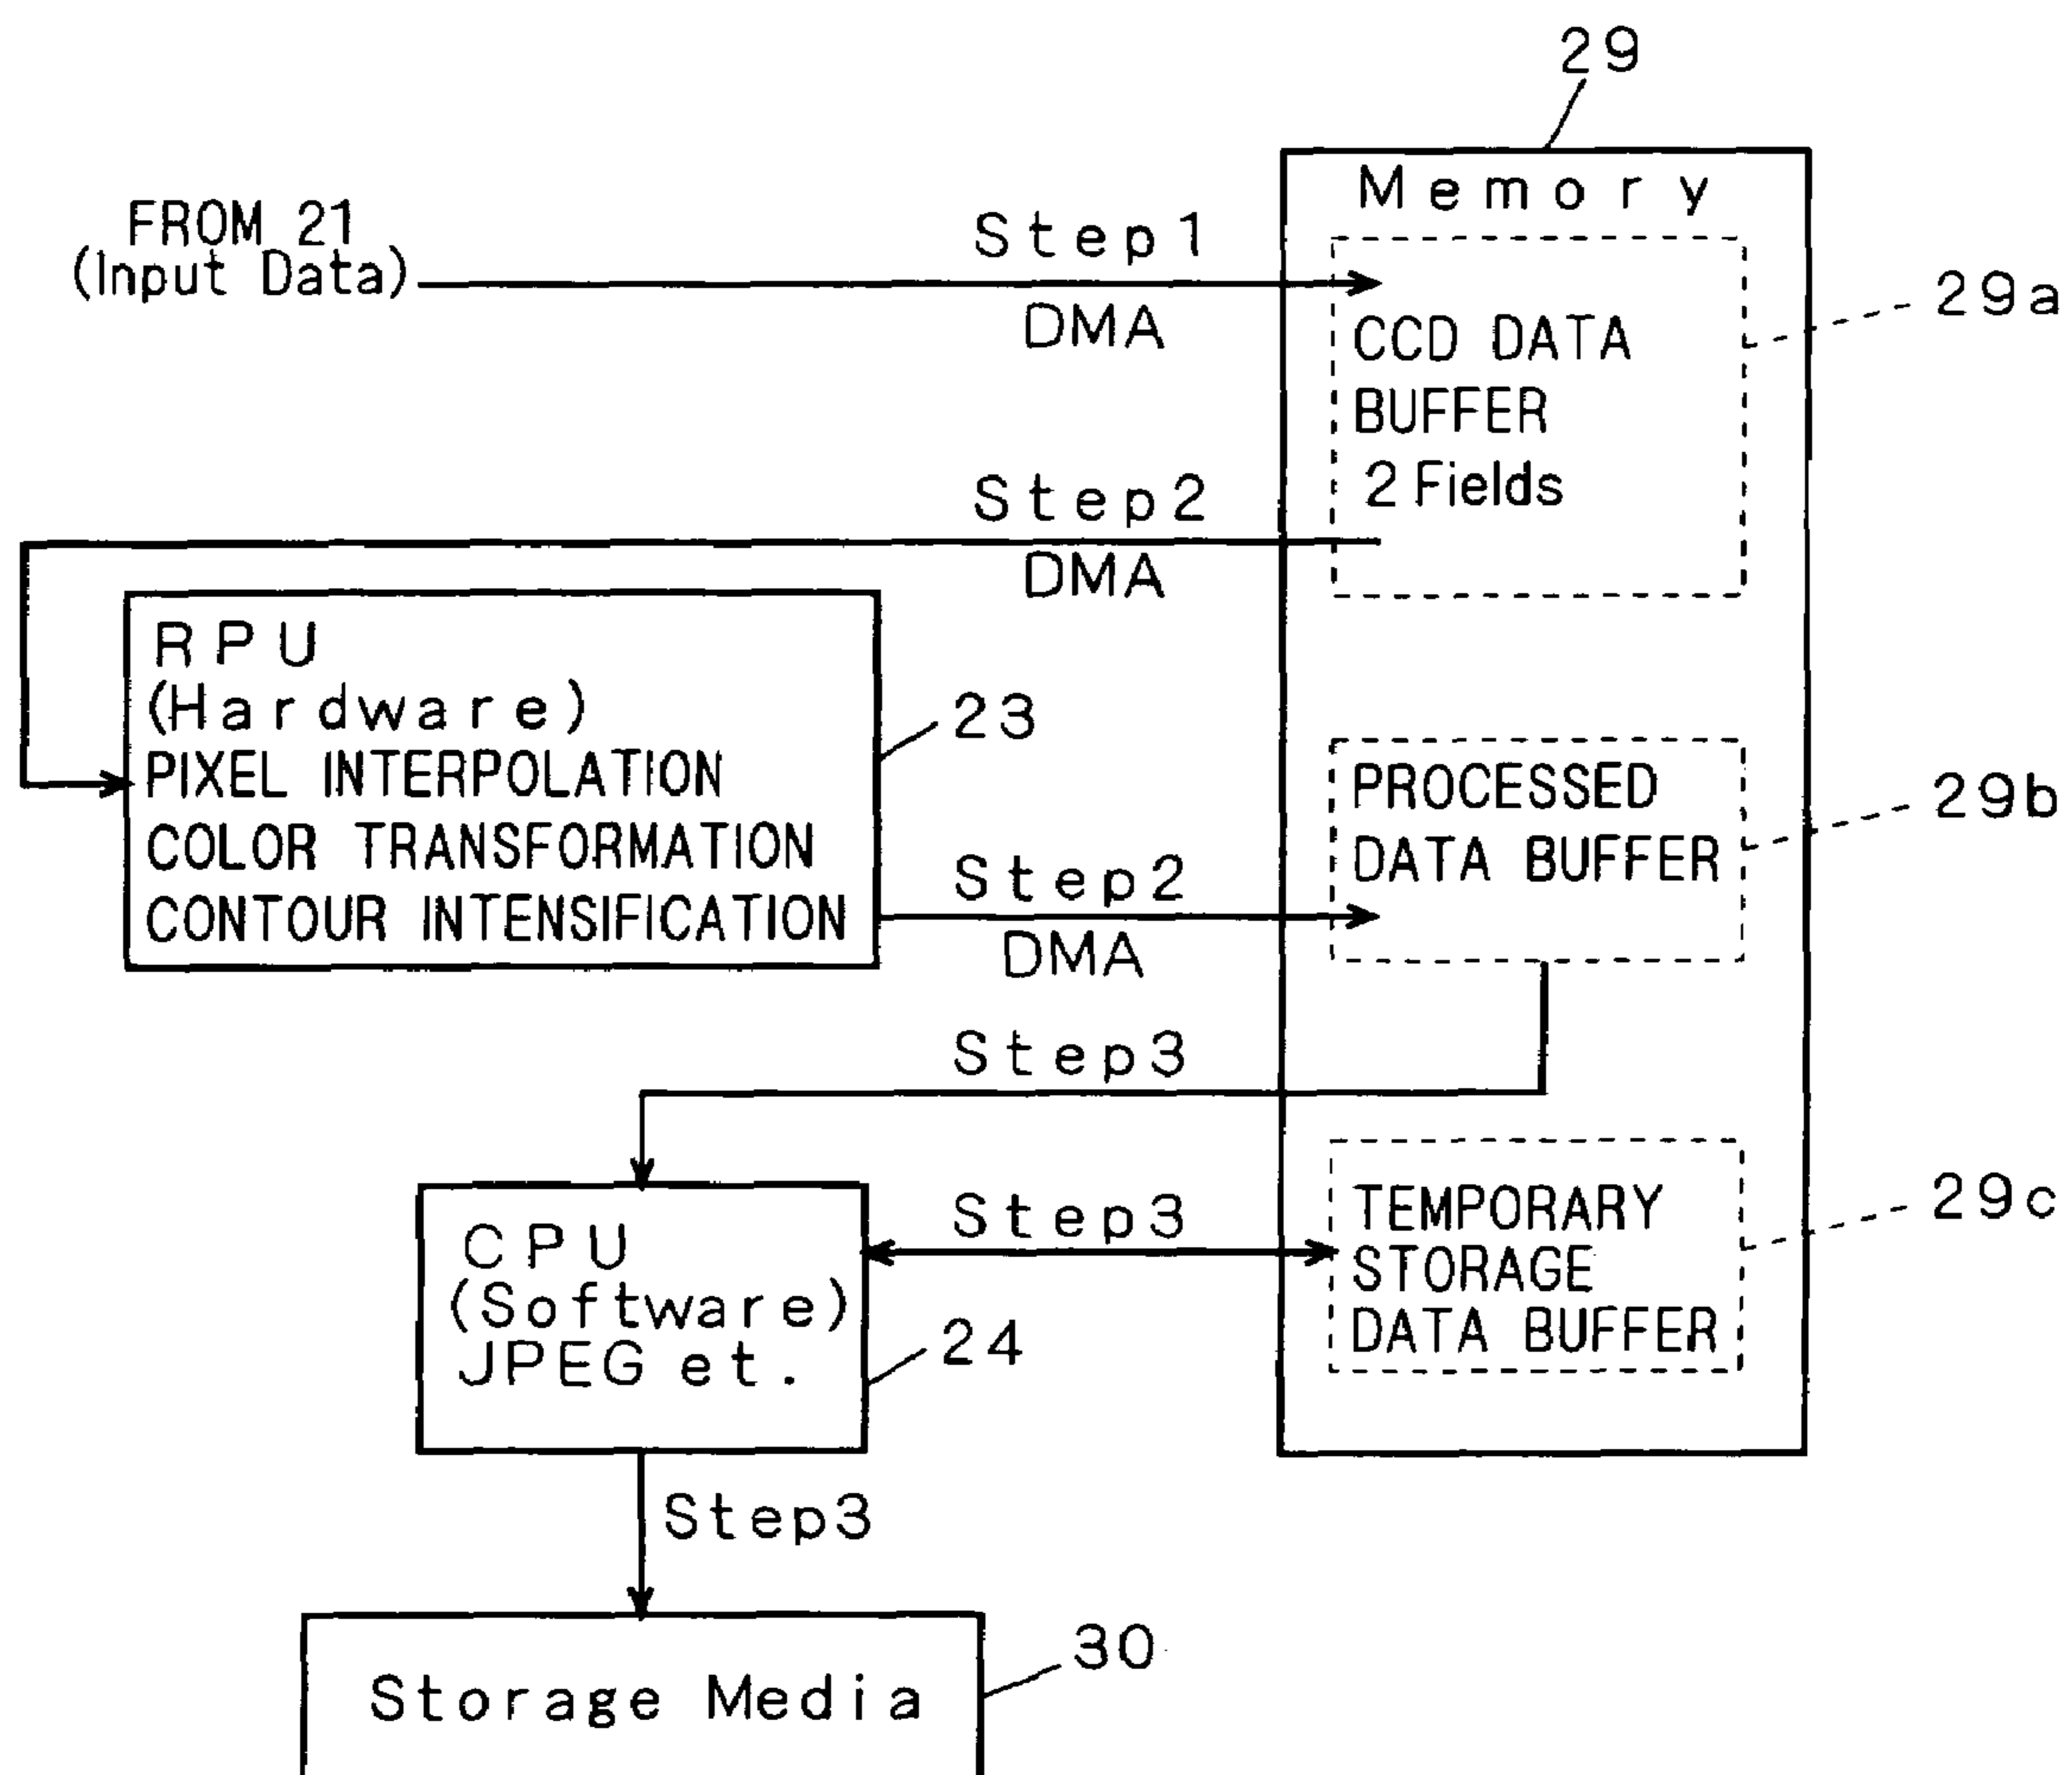 29
Memory
FROM 21
(Input Data)
Step1
DMA
CCD DATA
BUFFER
2 Fields
29a
Step2
DMA
RPU
(Hardware)
PIXEL INTERPOLATION
COLOR TRANSFORMATION
CONTOUR INTENSIFICATION
23
PROCESSED
DATA BUFFER
29b
Step2
DMA
Step3
CPU
(Software)
JPEG et.
24
Step3
TEMPORARY
STORAGE
DATA BUFFER
29c
Step3
Storage Media
30